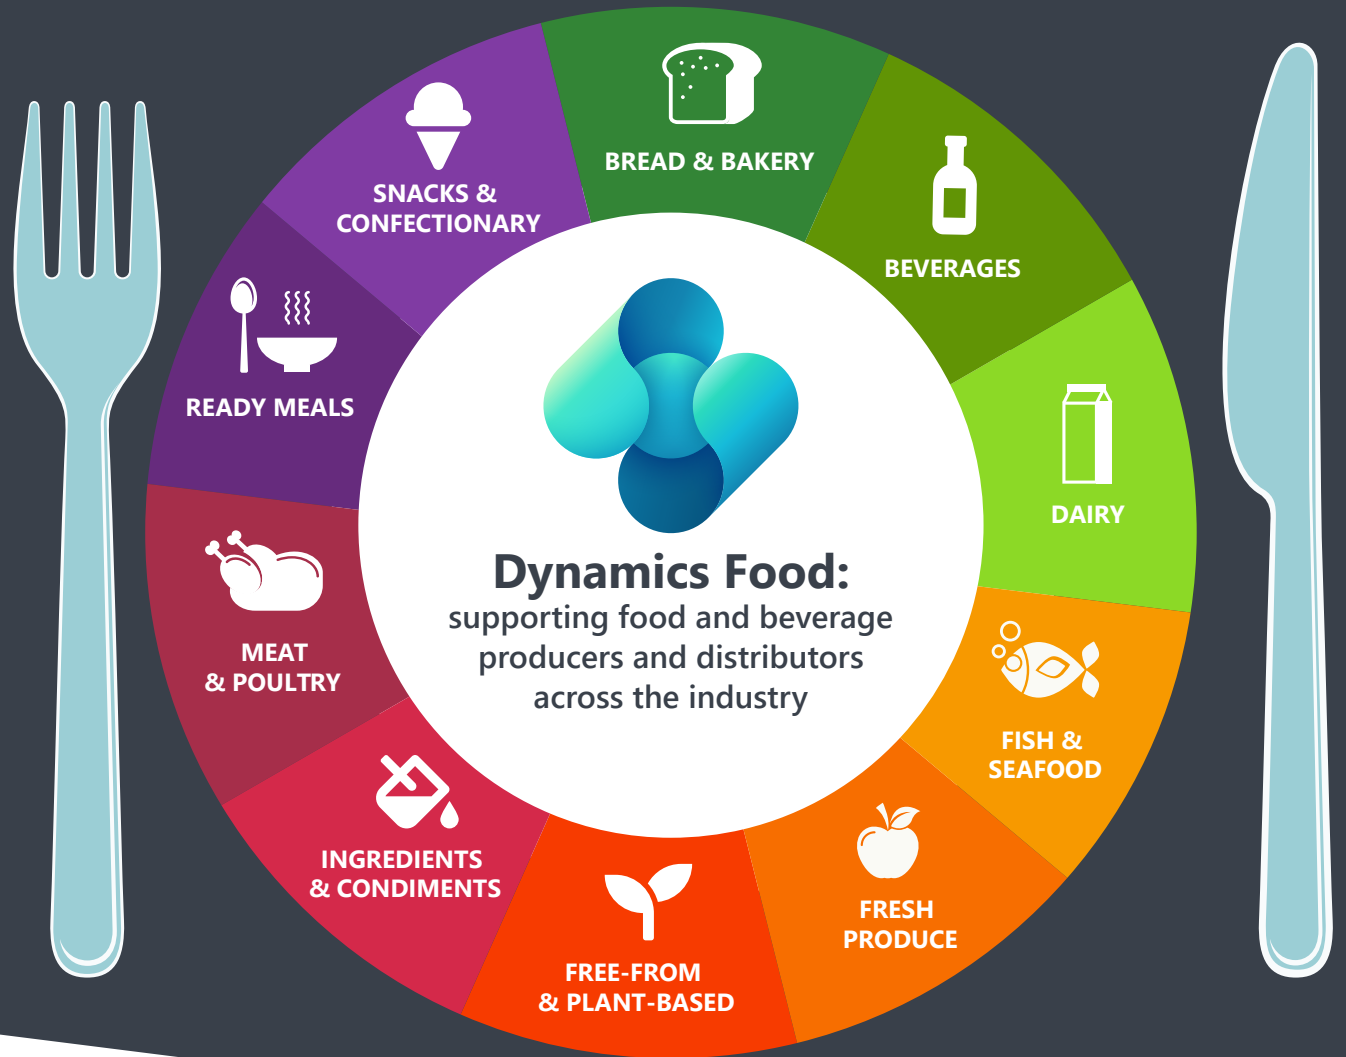 BREAD & BAKERY
BEVERAGES
DAIRY
FISH &
SEAFOOD
FRESH
PRODUCE
FREE-FROM
& PLANT-BASED
INGREDIENTS
& CONDIMENTS
MEAT
& POULTRY
READY MEALS
SNACKS &
CONFECTIONARY
Dynamics Food:
supporting food and beverage
producers and distributors
across the industry